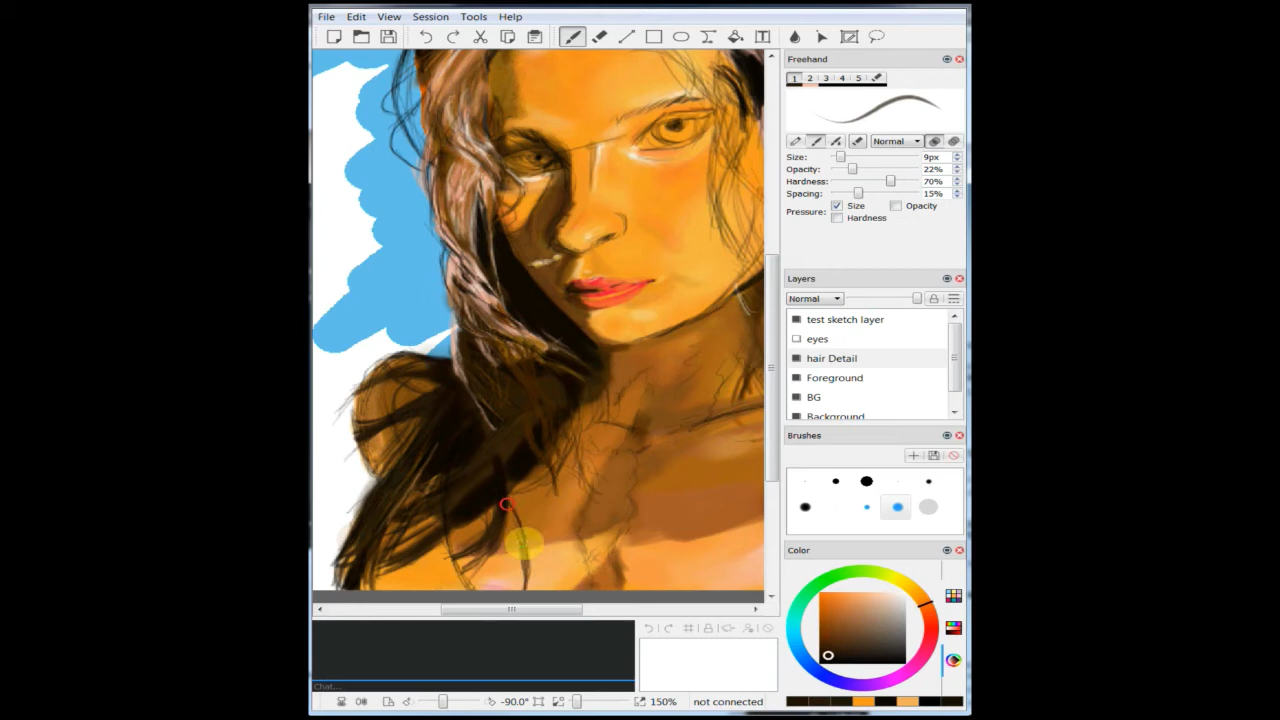 File Edit View Session Tools Help
Freehand
1 2 3 4 5
Normal
Size: 9px
Opacity: 22%
Hardness: 70%
Spacing: 15%
Pressure: Size Opacity
Hardness
Layers
Normal
test sketch layer
eyes
hair Detail
Foreground
BG
Background
Brushes
Color
Chat...
-90.0° 150% not connected